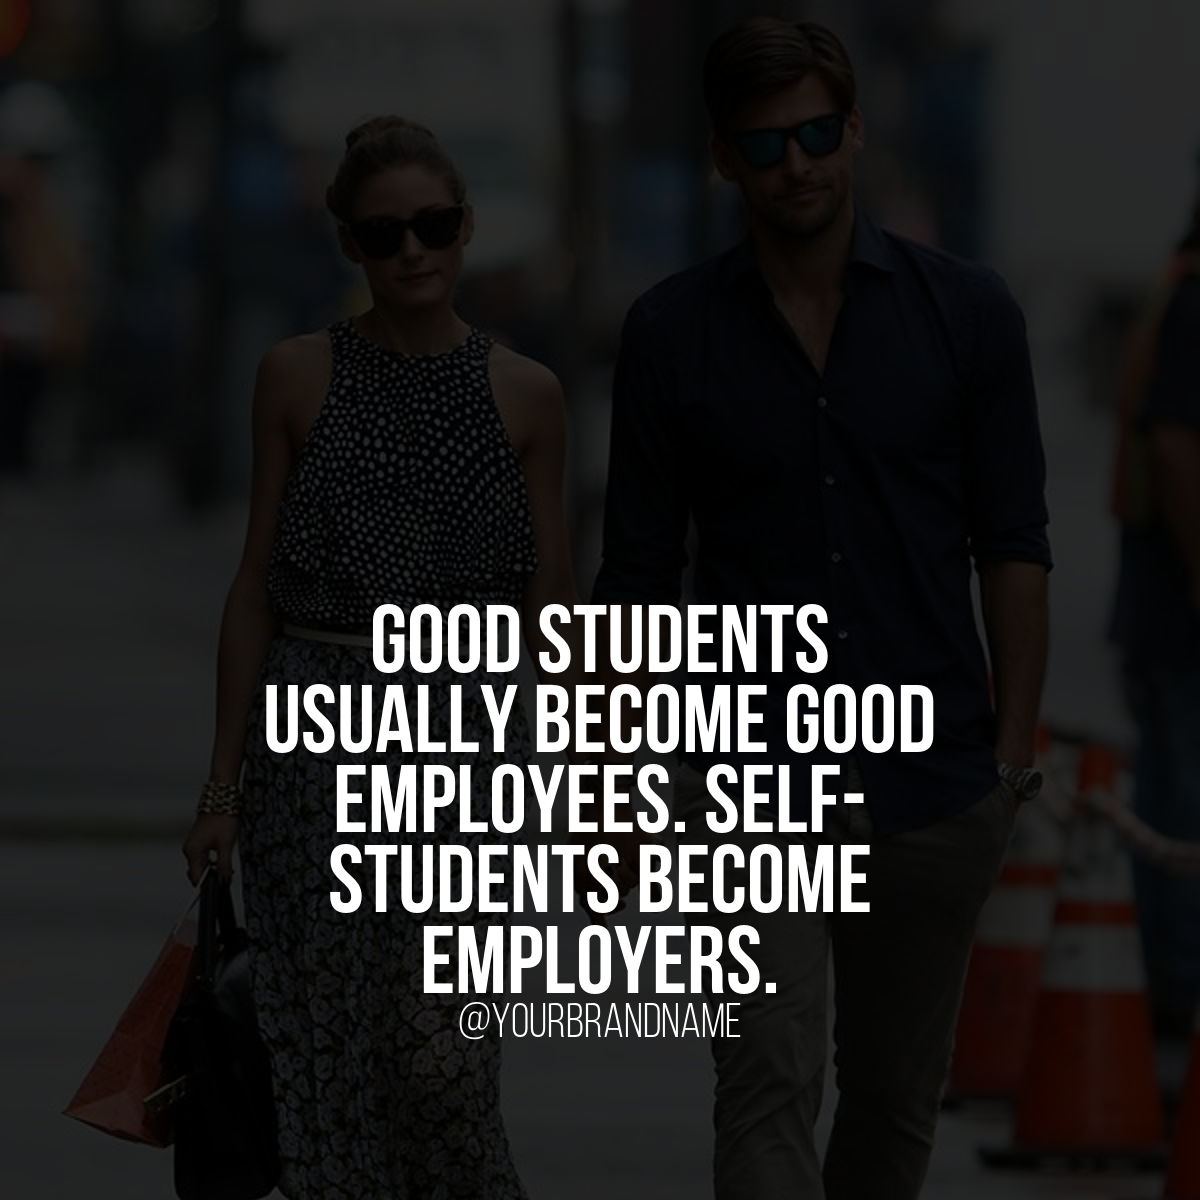 GOOD STUDENTS
USUALLY BECOME GOOD
EMPLOYEES. SELF-
STUDENTS BECOME
EMPLOYERS.
@YOURBRANDNAME